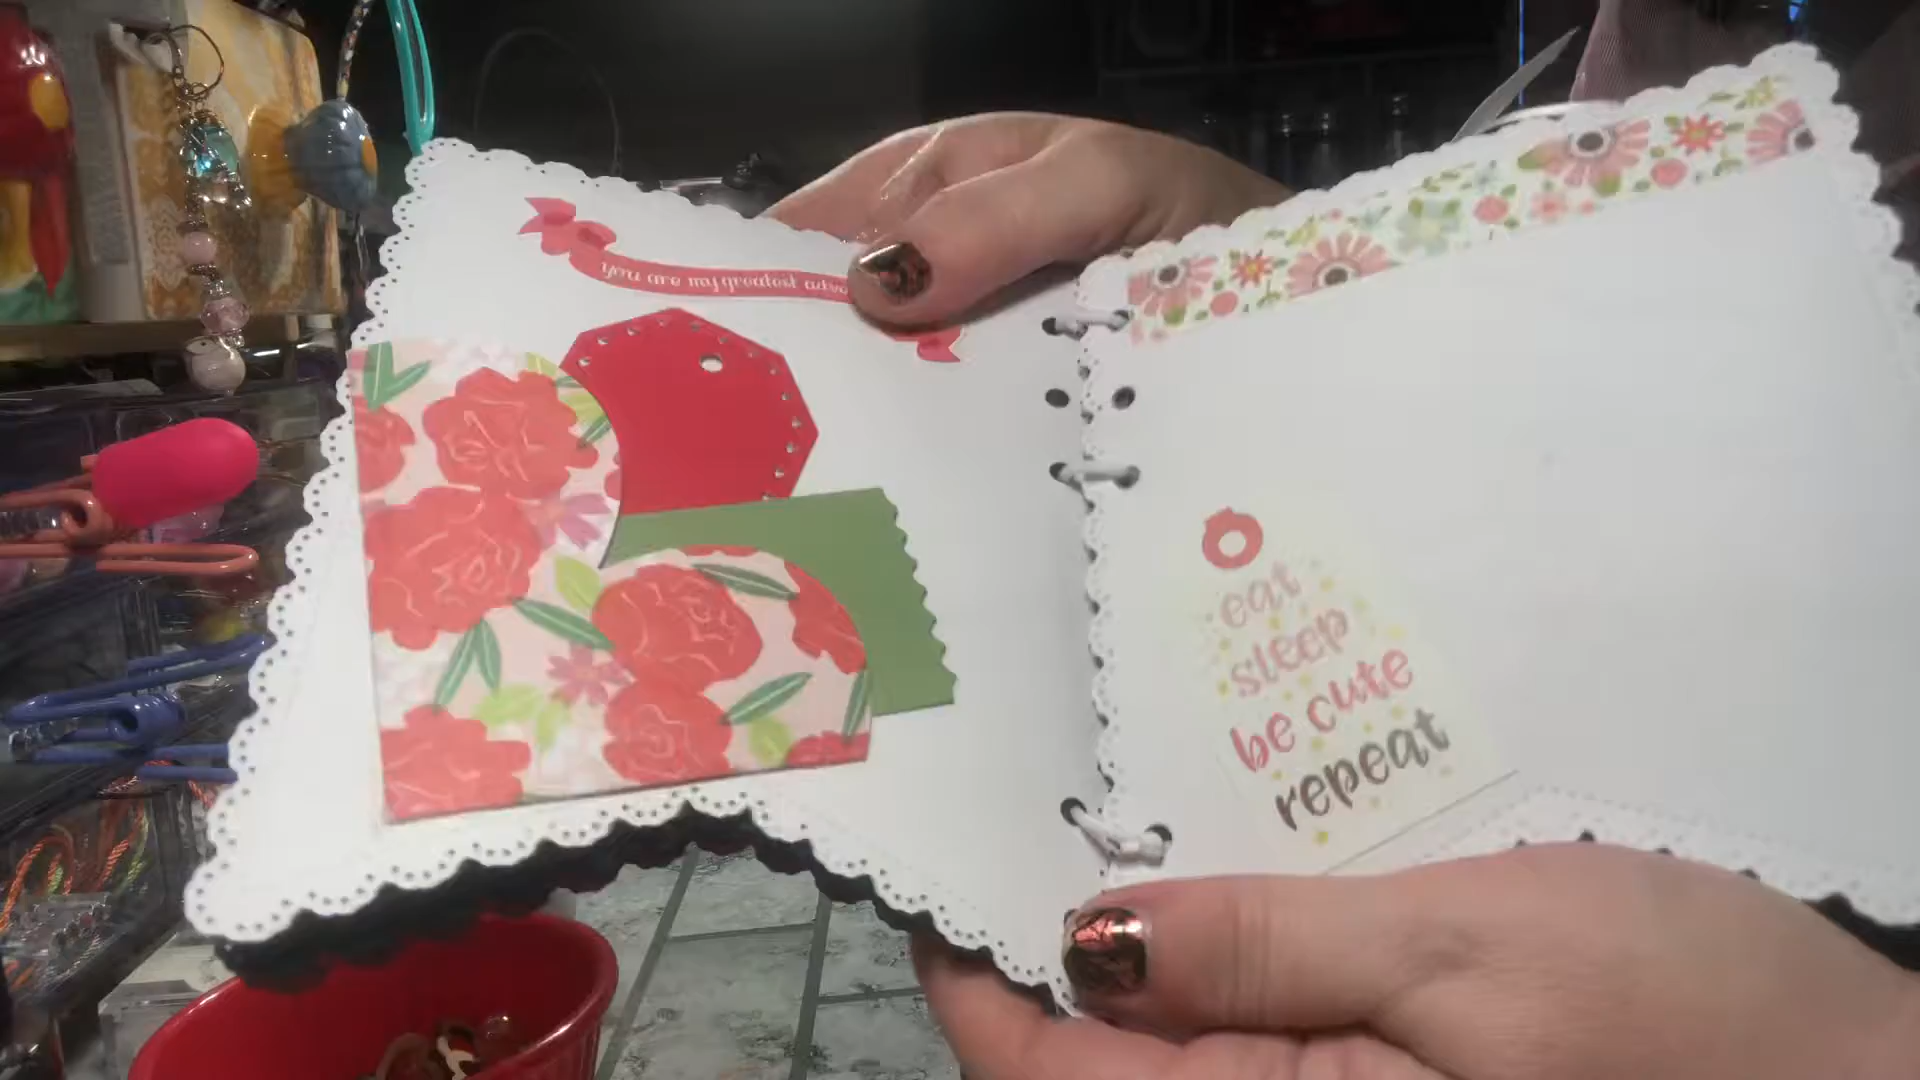 you are my greatest
eat
sleep
be cute
repeat